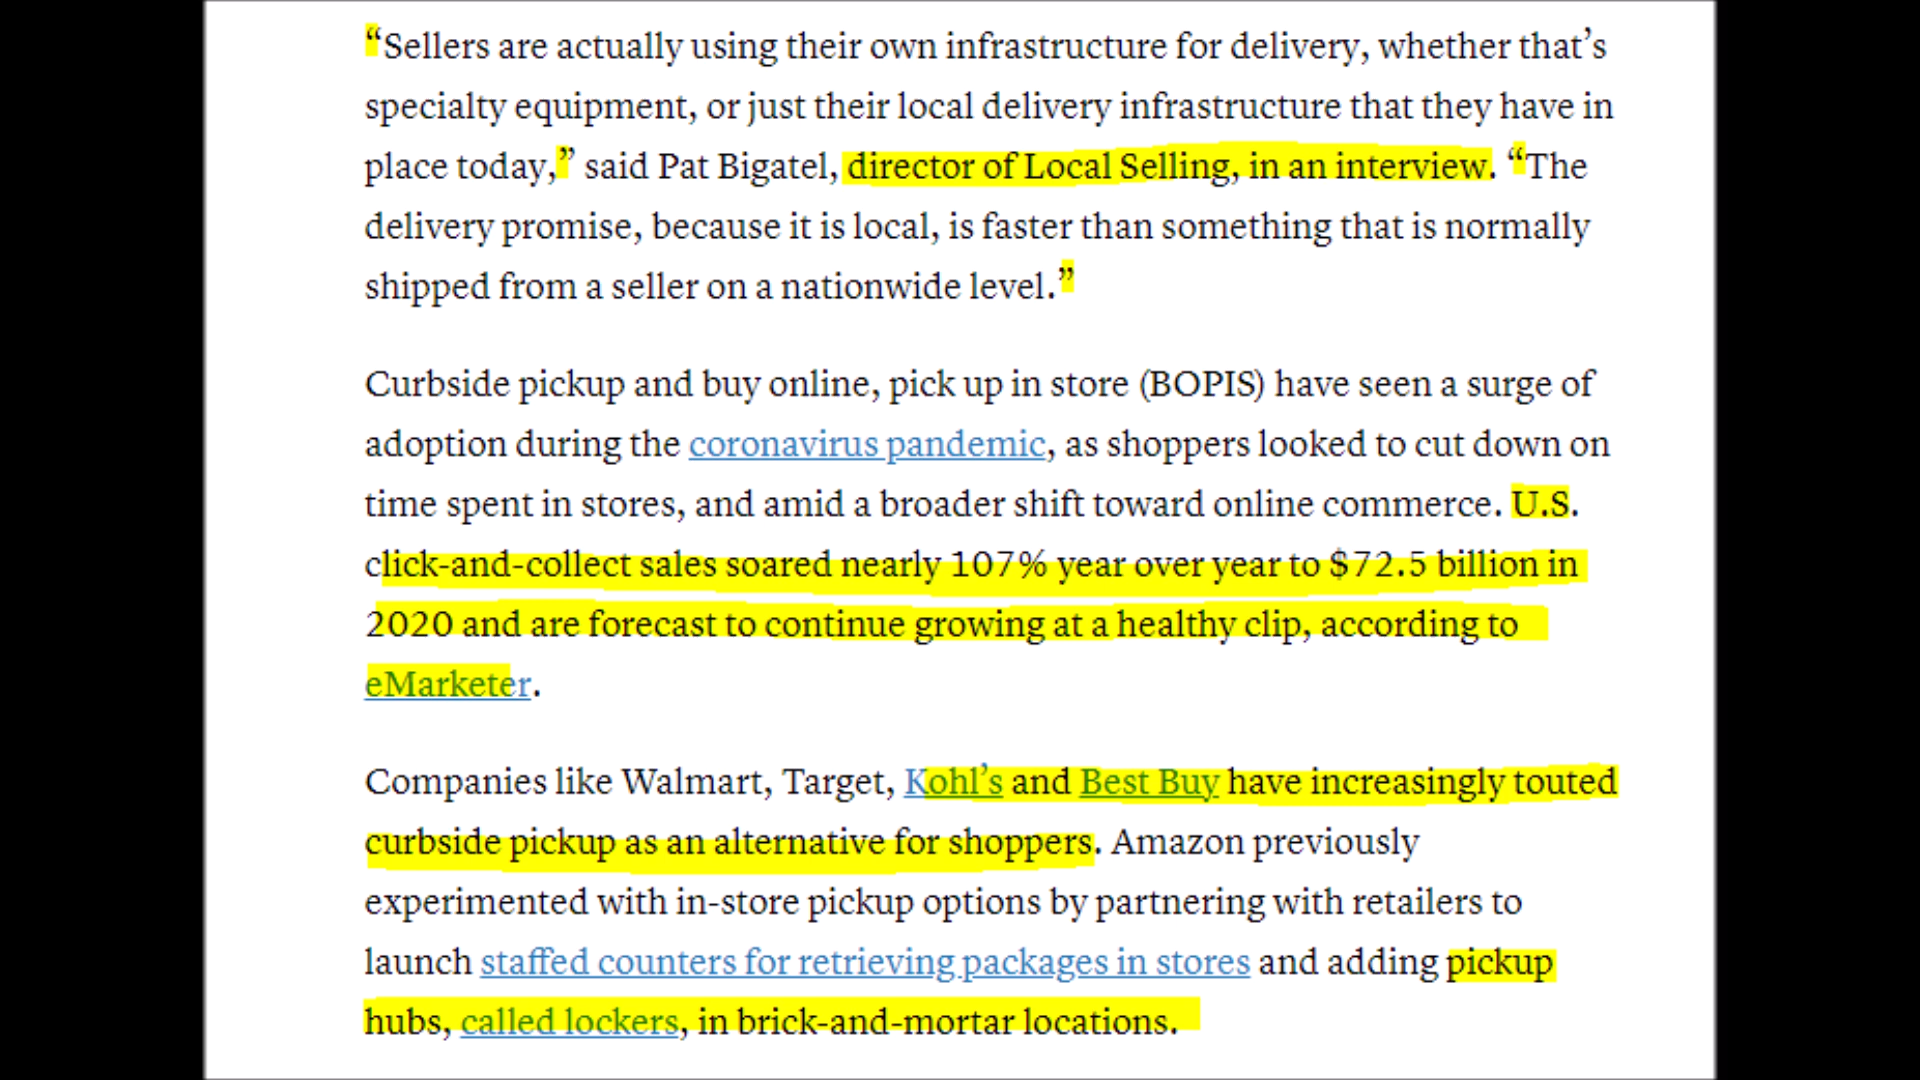 “Sellers are actually using their own infrastructure for delivery, whether that’s
specialty equipment, or just their local delivery infrastructure that they have in
place today,” said Pat Bigatel, director of Local Selling, in an interview. “The
delivery promise, because it is local, is faster than something that is normally
shipped from a seller on a nationwide level.”
Curbside pickup and buy online, pick up in store (BOPIS) have seen a surge of
adoption during the coronavirus pandemic, as shoppers looked to cut down on
time spent in stores, and amid a broader shift toward online commerce. U.S.
click-and-collect sales soared nearly 107% year over year to $72.5 billion in
2020 and are forecast to continue growing at a healthy clip, according to
eMarketer.
Companies like Walmart, Target, Kohl’s and Best Buy have increasingly touted
curbside pickup as an alternative for shoppers. Amazon previously
experimented with in-store pickup options by partnering with retailers to
launch staffed counters for retrieving packages in stores and adding pickup
hubs, called lockers, in brick-and-mortar locations.